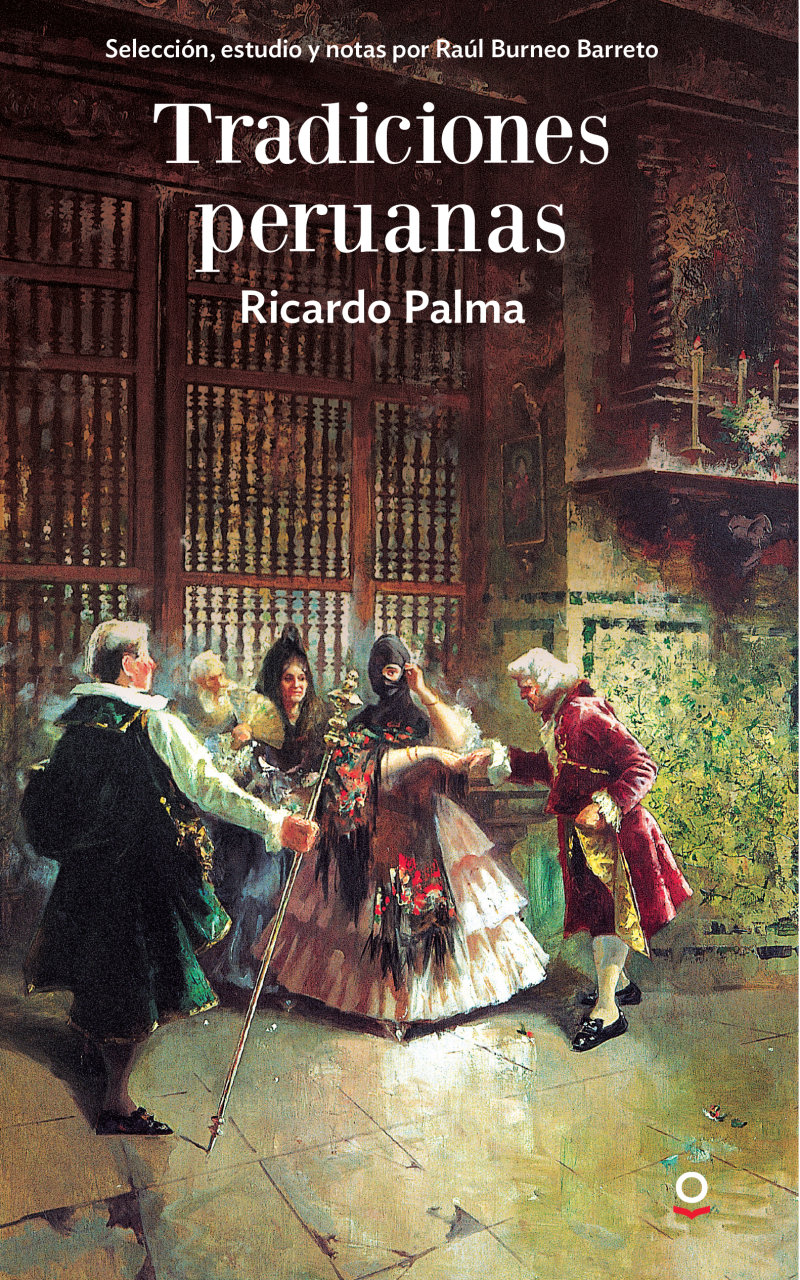 Selección, estudio y notas por Raúl Burneo Barreto
Tradiciones
peruanas
Ricardo Palma